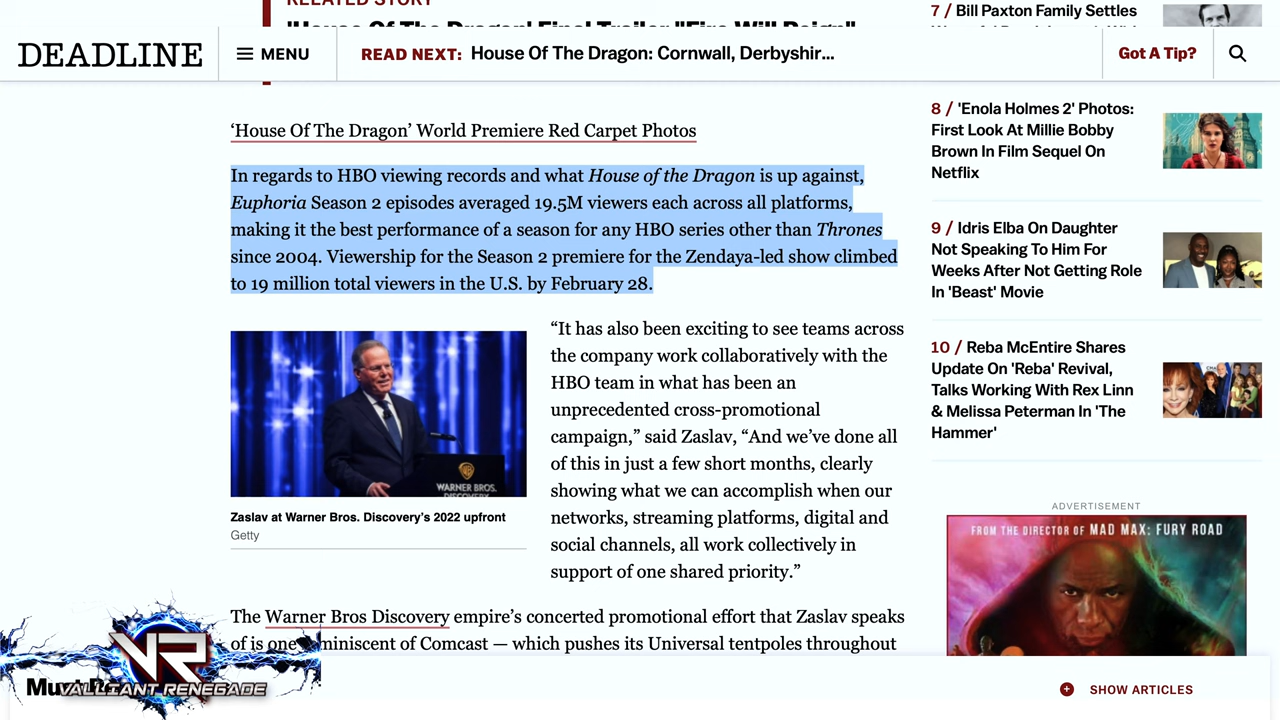 RELATED STORY
'House Of The Dragon' Final Trailer "Fire Will Reign"
DEADLINE
MENU
READ NEXT: House Of The Dragon: Cornwall, Derbyshir...
Got A Tip?
‘House Of The Dragon’ World Premiere Red Carpet Photos
In regards to HBO viewing records and what House of the Dragon is up against,
Euphoria Season 2 episodes averaged 19.5M viewers each across all platforms,
making it the best performance of a season for any HBO series other than Thrones
since 2004. Viewership for the Season 2 premiere for the Zendaya-led show climbed
to 19 million total viewers in the U.S. by February 28.
WARNER BROS.
DISCOVERY
Zaslav at Warner Bros. Discovery’s 2022 upfront
Getty
“It has also been exciting to see teams across
the company work collaboratively with the
HBO team in what has been an
unprecedented cross-promotional
campaign,” said Zaslav, “And we’ve done all
of this in just a few short months, clearly
showing what we can accomplish when our
networks, streaming platforms, digital and
social channels, all work collectively in
support of one shared priority.”
The Warner Bros Discovery empire’s concerted promotional effort that Zaslav speaks
of is one miniscent of Comcast — which pushes its Universal tentpoles throughout
7 / Bill Paxton Family Settles
8 / 'Enola Holmes 2' Photos:
First Look At Millie Bobby
Brown In Film Sequel On
Netflix
9 / Idris Elba On Daughter
Not Speaking To Him For
Weeks After Not Getting Role
In 'Beast' Movie
10 / Reba McEntire Shares
Update On 'Reba' Revival,
Talks Working With Rex Linn
& Melissa Peterman In 'The
Hammer'
ADVERTISEMENT
FROM THE DIRECTOR OF MAD MAX: FURY ROAD
VR
VALLIANT RENEGADE
SHOW ARTICLES